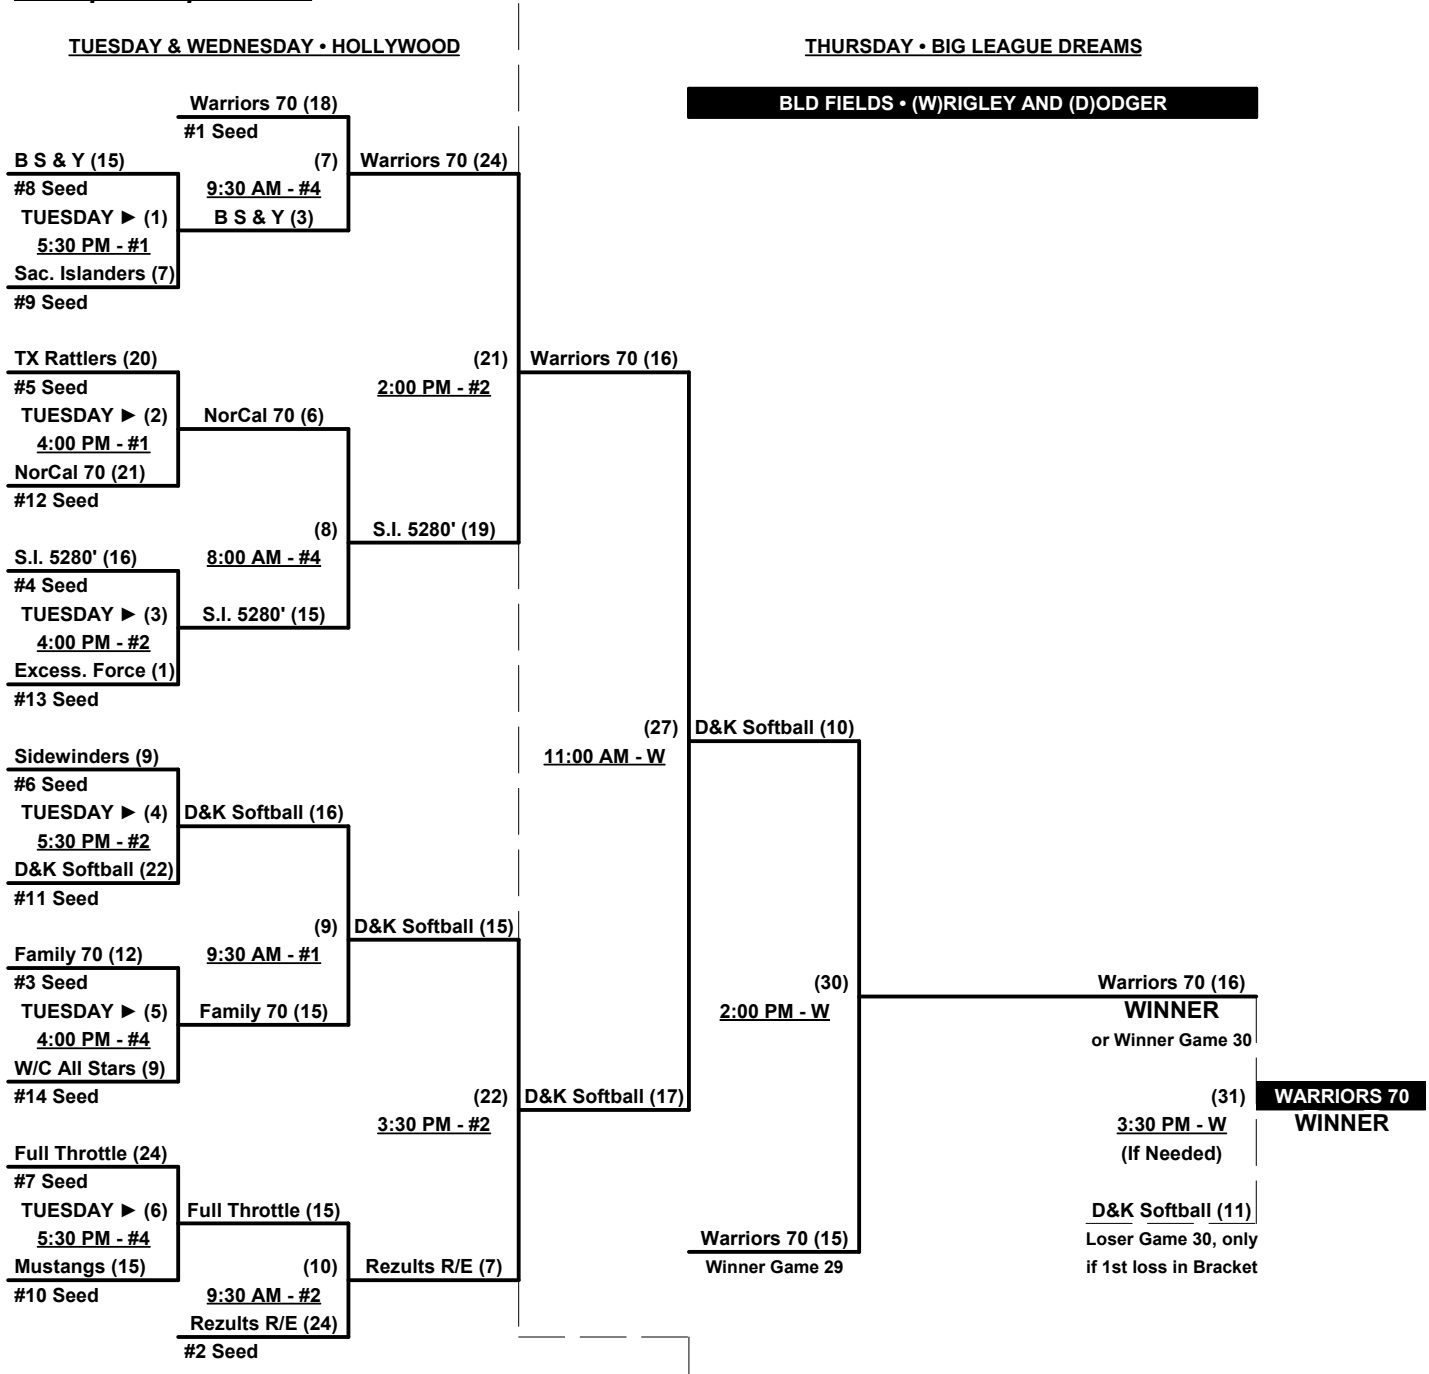 TUESDAY & WEDNESDAY • HOLLYWOOD
THURSDAY • BIG LEAGUE DREAMS
Warriors 70 (18)
BLD FIELDS • (W)RIGLEY AND (D)ODGER
#1 Seed
B S & Y (15)
(7)
Warriors 70 (24)
#8 Seed
9:30 AM - #4
TUESDAY ► (1)
B S & Y (3)
5:30 PM - #1
Sac. Islanders (7)
#9 Seed
TX Rattlers (20)
(21)
Warriors 70 (16)
#5 Seed
2:00 PM - #2
TUESDAY ► (2)
NorCal 70 (6)
4:00 PM - #1
NorCal 70 (21)
#12 Seed
(8)
S.I. 5280' (19)
S.I. 5280' (16)
8:00 AM - #4
#4 Seed
TUESDAY ► (3)
S.I. 5280' (15)
4:00 PM - #2
Excess. Force (1)
#13 Seed
(27)
D&K Softball (10)
Sidewinders (9)
11:00 AM - W
#6 Seed
TUESDAY ► (4)
D&K Softball (16)
5:30 PM - #2
D&K Softball (22)
#11 Seed
(9)
D&K Softball (15)
Family 70 (12)
9:30 AM - #1
#3 Seed
(30)
Warriors 70 (16)
TUESDAY ► (5)
Family 70 (15)
2:00 PM - W
WINNER
4:00 PM - #4
or Winner Game 30
W/C All Stars (9)
#14 Seed
(22)
D&K Softball (17)
(31)
WARRIORS 70
3:30 PM - #2
3:30 PM - W
WINNER
Full Throttle (24)
(If Needed)
#7 Seed
TUESDAY ► (6)
Full Throttle (15)
D&K Softball (11)
5:30 PM - #4
Warriors 70 (15)
Loser Game 30, only
Mustangs (15)
(10)
Rezults R/E (7)
Winner Game 29
if 1st loss in Bracket
#10 Seed
9:30 AM - #2
Rezults R/E (24)
#2 Seed